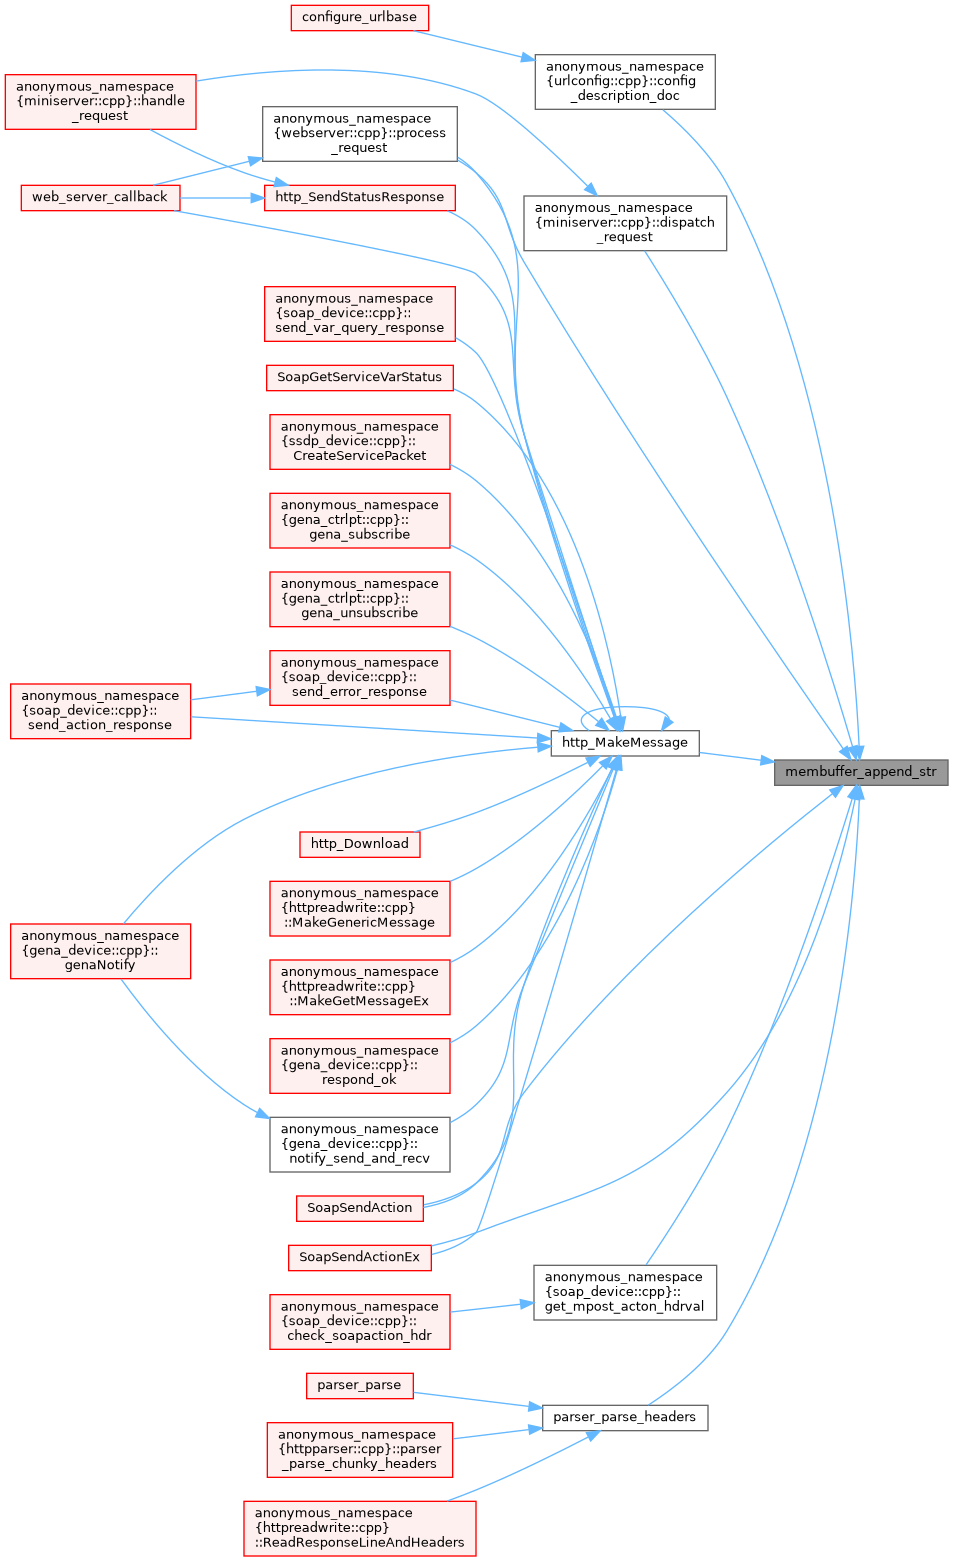 configure_urlbase
anonymous_namespace
{urlconfig::cpp}::config
_description_doc
anonymous_namespace
{miniserver::cpp}::handle
_request
anonymous_namespace
{webserver::cpp}::process
_request
web_server_callback
http_SendStatusResponse
anonymous_namespace
{miniserver::cpp}::dispatch
_request
anonymous_namespace
{soap_device::cpp}::
send_var_query_response
SoapGetServiceVarStatus
anonymous_namespace
{ssdp_device::cpp}::
CreateServicePacket
anonymous_namespace
{gena_ctrlpt::cpp}::
gena_subscribe
anonymous_namespace
{gena_ctrlpt::cpp}::
gena_unsubscribe
anonymous_namespace
{soap_device::cpp}::
send_error_response
anonymous_namespace
{soap_device::cpp}::
send_action_response
http_MakeMessage
membuffer_append_str
http_Download
anonymous_namespace
{httpreadwrite::cpp}
::MakeGenericMessage
anonymous_namespace
{gena_device::cpp}::
genaNotify
anonymous_namespace
{httpreadwrite::cpp}
::MakeGetMessageEx
anonymous_namespace
{gena_device::cpp}::
respond_ok
anonymous_namespace
{gena_device::cpp}::
notify_send_and_recv
SoapSendAction
SoapSendActionEx
anonymous_namespace
{soap_device::cpp}::
get_mpost_acton_hdrval
anonymous_namespace
{soap_device::cpp}::
check_soapaction_hdr
parser_parse
parser_parse_headers
anonymous_namespace
{httpparser::cpp}::parser
_parse_chunky_headers
anonymous_namespace
{httpreadwrite::cpp}
::ReadResponseLineAndHeaders